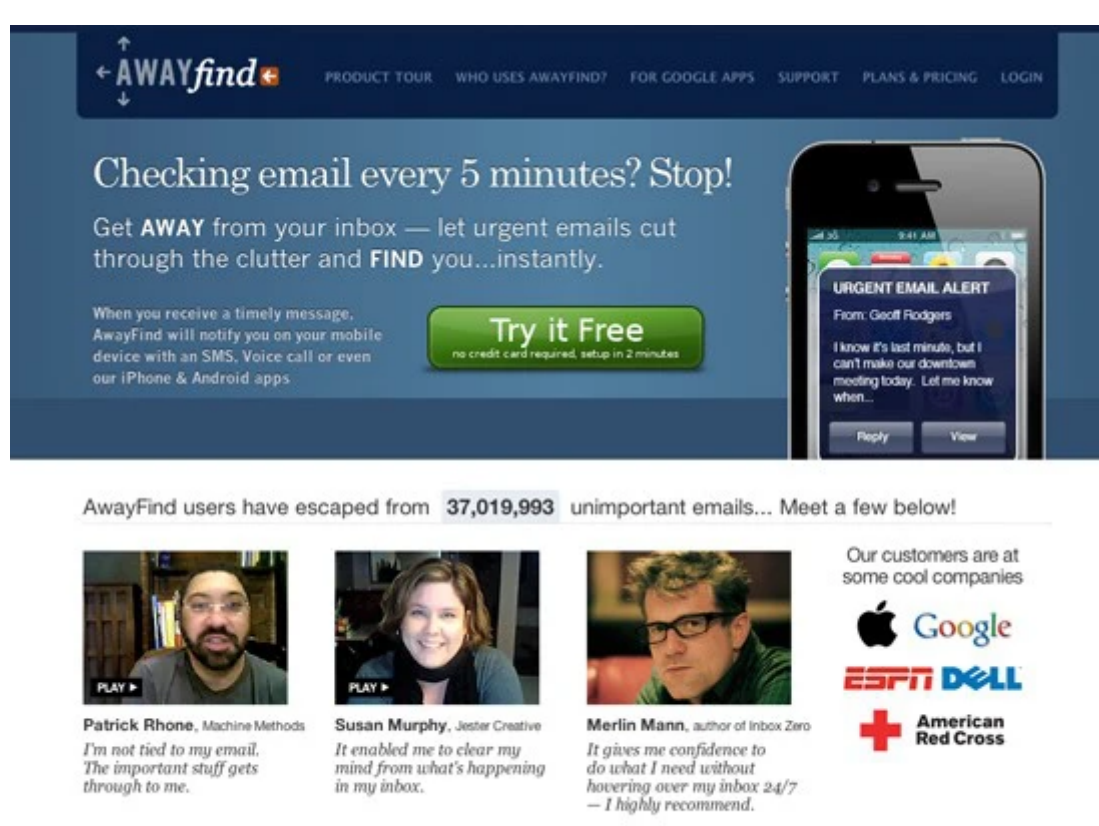 AWAYfind
PRODUCT TOUR WHO USES AWAYFIND? FOR GOOGLE APPS SUPPORT PLANS & PRICING LOGIN
Checking email every 5 minutes? Stop!
Get AWAY from your inbox — let urgent emails cut
through the clutter and FIND you...instantly.
When you receive a timely message,
AwayFind will notify you on your mobile
device with an SMS, Voice call or even
our iPhone & Android apps
Try it Free
no credit card required, setup in 2 minutes
3G 9:41 AM
URGENT EMAIL ALERT
From: Geoff Rodgers
I know it's last minute, but I
can't make our downtown
meeting today. Let me know
when...
Reply View
AwayFind users have escaped from 37,019,993 unimportant emails... Meet a few below!
PLAY
Patrick Rhone, Machine Methods
I'm not tied to my email.
The important stuff gets
through to me.
PLAY
Susan Murphy, Jester Creative
It enabled me to clear my
mind from what's happening
in my inbox.
Merlin Mann, author of Inbox Zero
It gives me confidence to
do what I need without
hovering over my inbox 24/7
— I highly recommend.
Our customers are at
some cool companies
Google
ESPN DELL
American
Red Cross